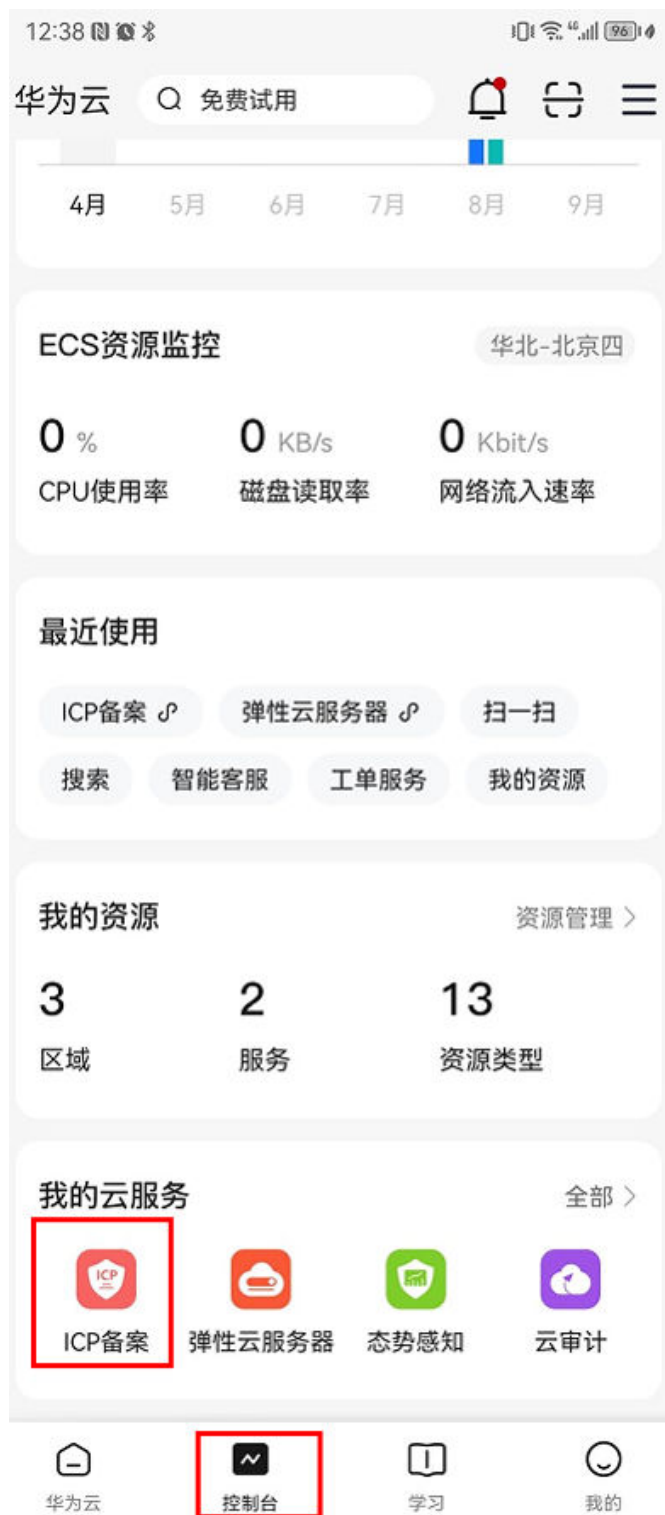 12:38 96
华为云 免费试用
4月 5月 6月 7月 8月 9月
ECS资源监控 华北-北京四
0 % 0 KB/s 0 Kbit/s
CPU使用率 磁盘读取率 网络流入速率
最近使用
ICP备案 弹性云服务器 扫一扫
搜索 智能客服 工单服务 我的资源
我的资源 资源管理
3 2 13
区域 服务 资源类型
我的云服务 全部
ICP
ICP备案 弹性云服务器 态势感知 云审计
华为云 控制台 学习 我的